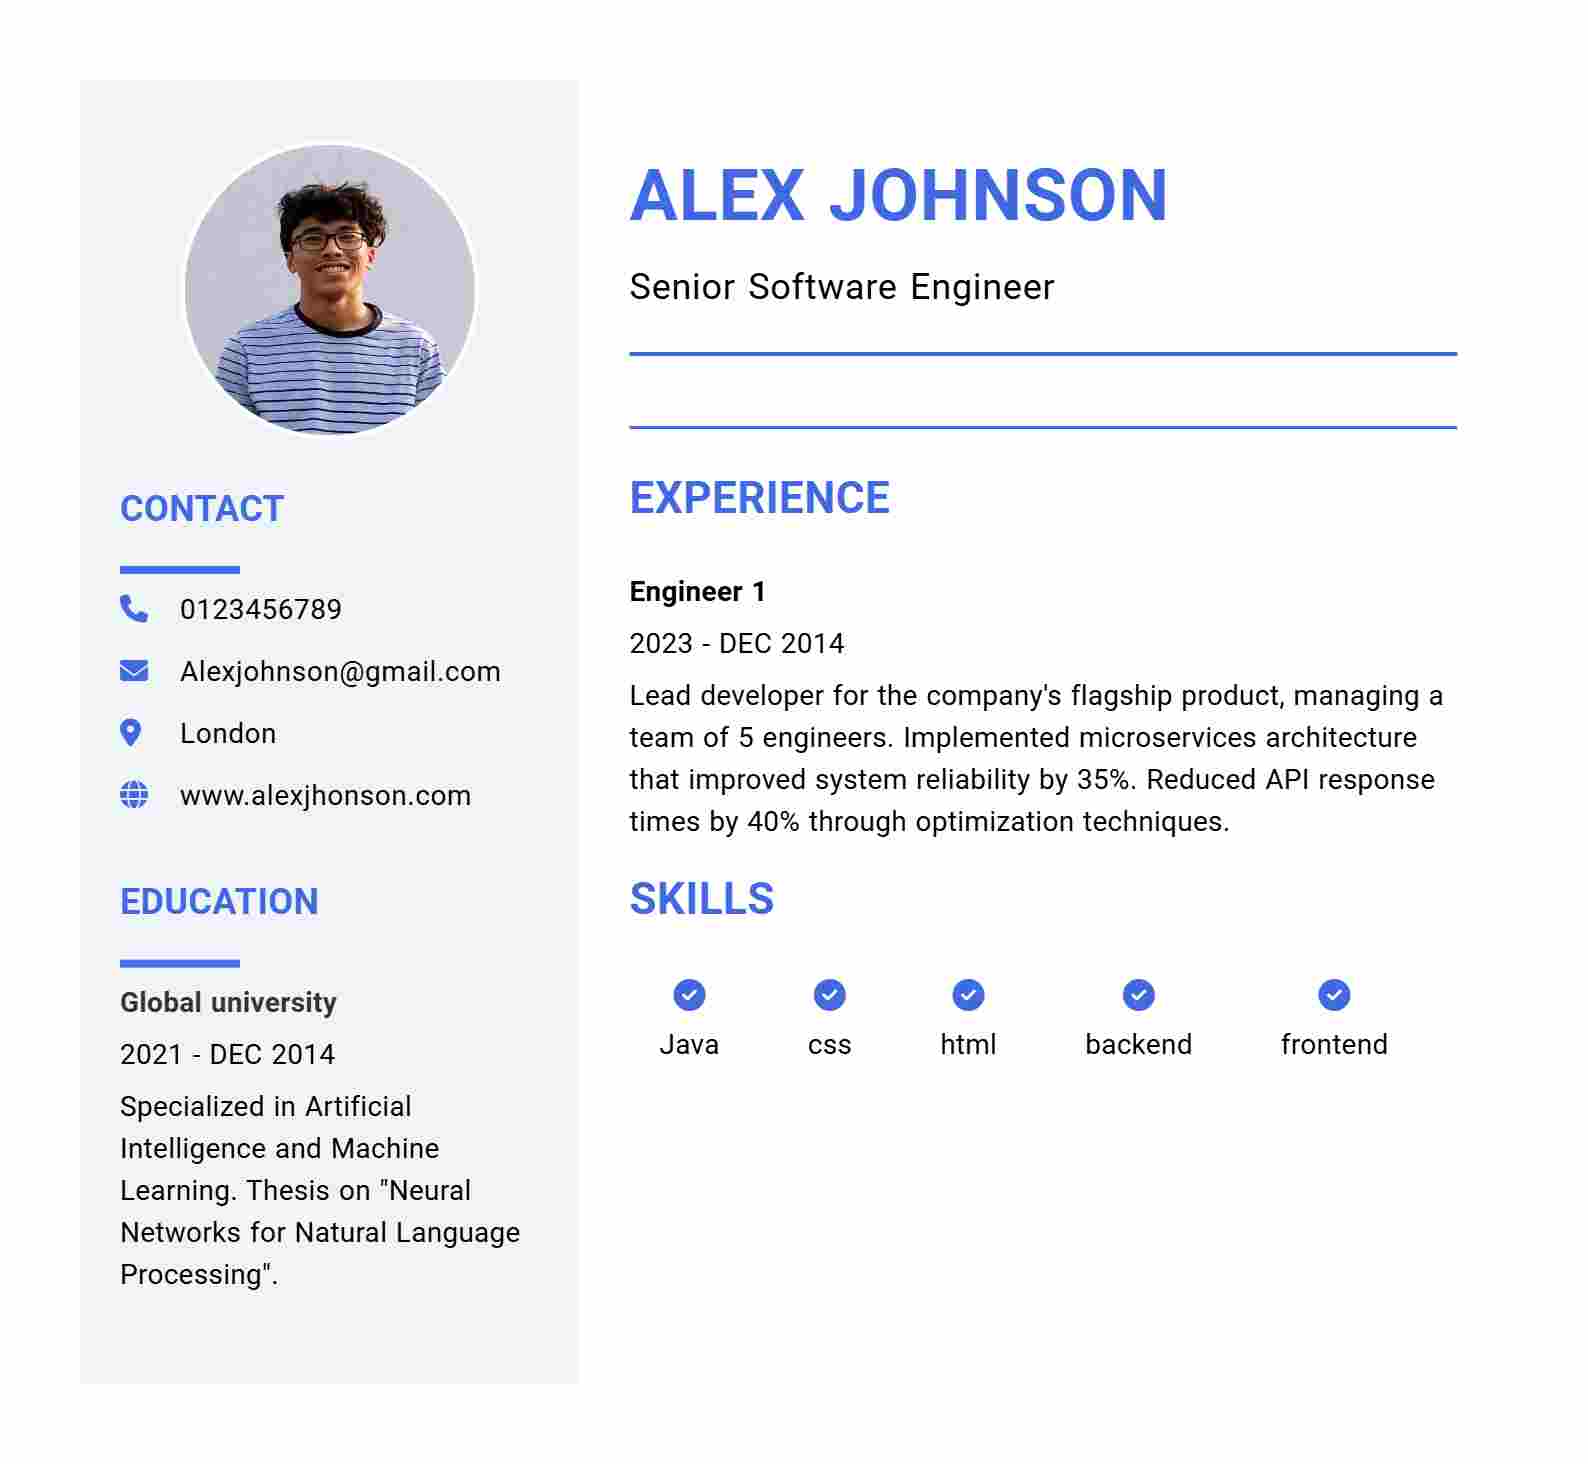 ALEX JOHNSON
Senior Software Engineer
CONTACT
0123456789
Alexjohnson@gmail.com
London
www.alexjhonson.com
EDUCATION
Global university
2021 - DEC 2014
Specialized in Artificial
Intelligence and Machine
Learning. Thesis on "Neural
Networks for Natural Language
Processing".
EXPERIENCE
Engineer 1
2023 - DEC 2014
Lead developer for the company's flagship product, managing a
team of 5 engineers. Implemented microservices architecture
that improved system reliability by 35%. Reduced API response
times by 40% through optimization techniques.
SKILLS
Java css html backend frontend